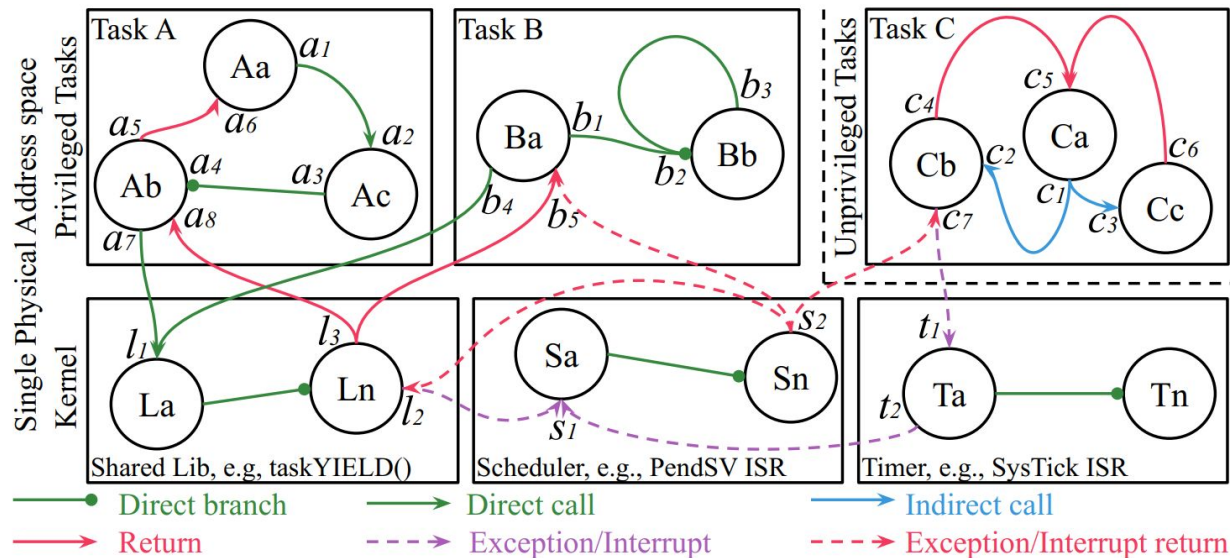 Single Physical Address space
Privileged Tasks
Kernel
Unprivileged Tasks
Task A
Aa
a1
a2
a3
a4
a5
a6
a7
a8
Ab
Ac
Task B
Ba
Bb
b1
b2
b3
b4
b5
Task C
Ca
Cb
Cc
c1
c2
c3
c4
c5
c6
c7
l1
l2
l3
La
Ln
Shared Lib, e.g, taskYIELD()
Sa
Sn
s1
s2
Scheduler, e.g., PendSV ISR
t1
t2
Ta
Tn
Timer, e.g., SysTick ISR
Direct branch
Direct call
Indirect call
Return
Exception/Interrupt
Exception/Interrupt return